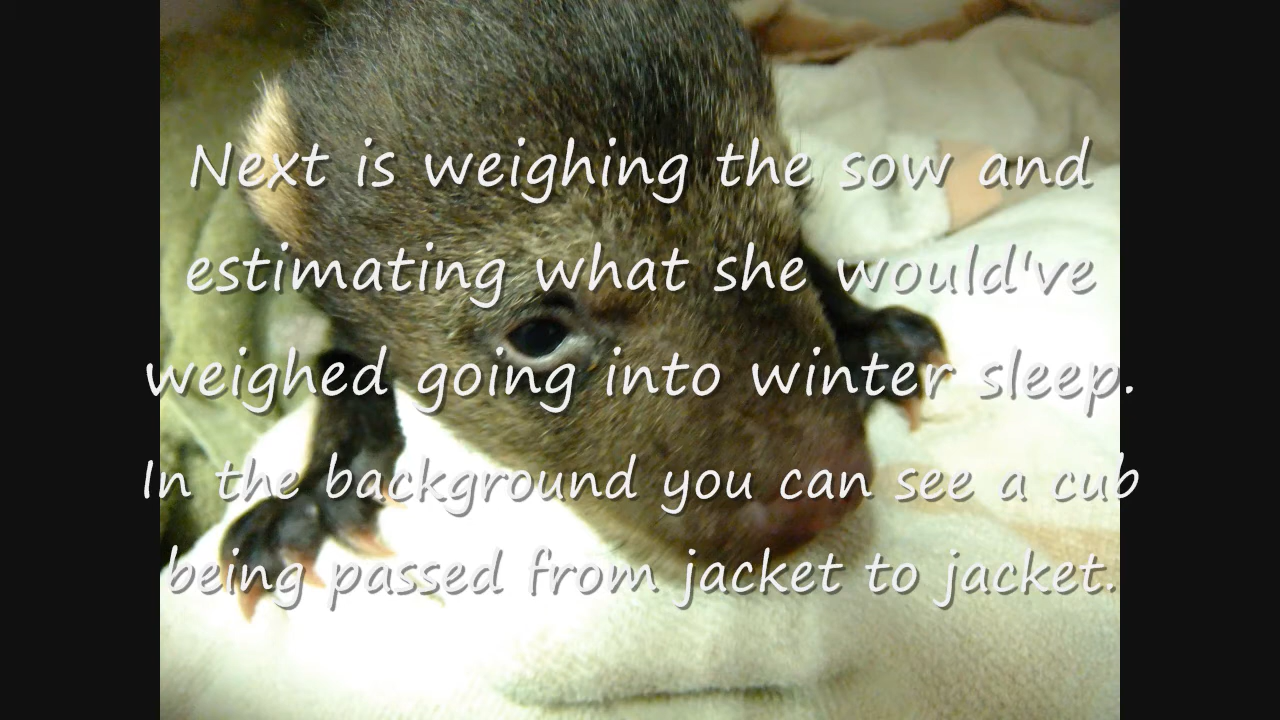 Next is weighing the sow and
estimating what she would've
weighed going into winter sleep.
In the background you can see a cub
being passed from jacket to jacket.